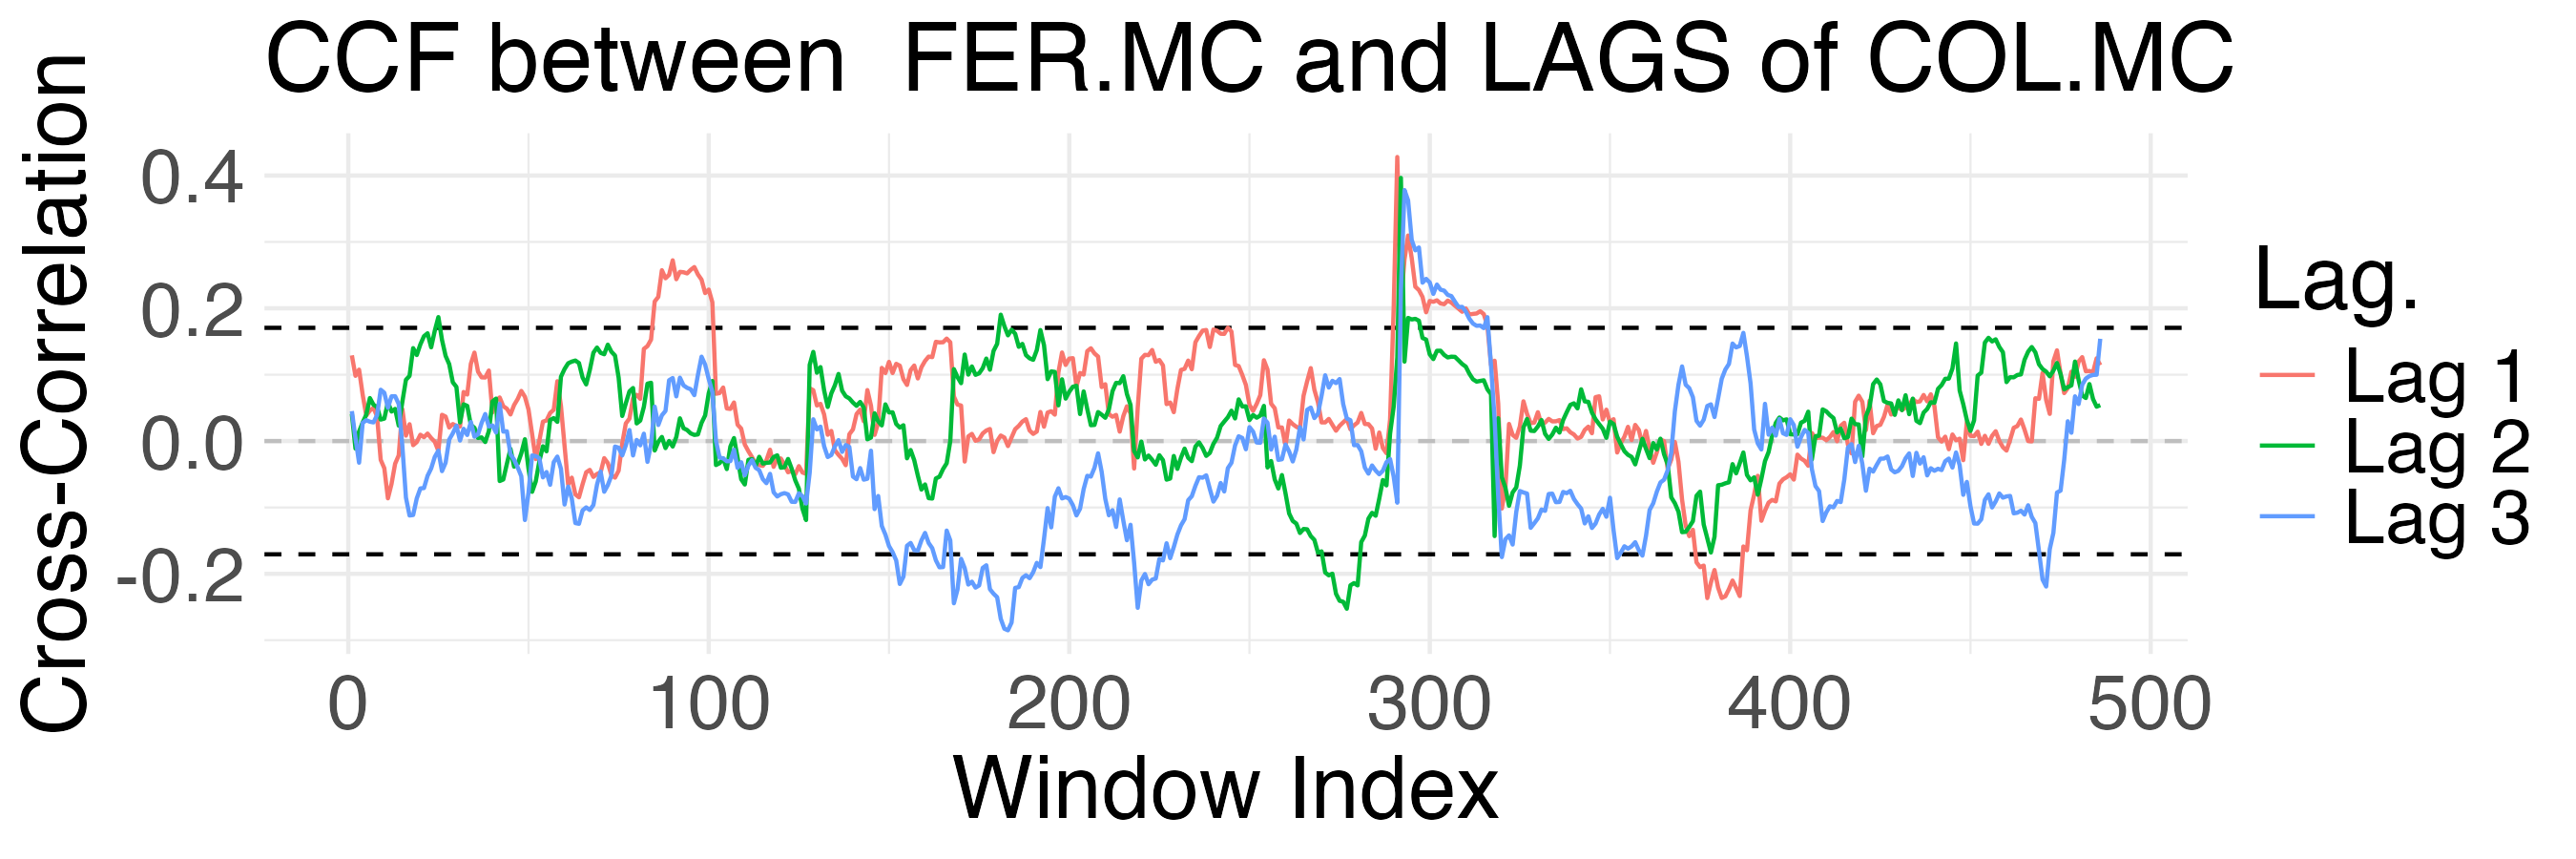 CCF between  FER.MC and LAGS of COL.MC
Cross-Correlation
0.4
0.2
0.0
-0.2
0
100
200
300
400
500
Window Index
Lag.
Lag 1
Lag 2
Lag 3